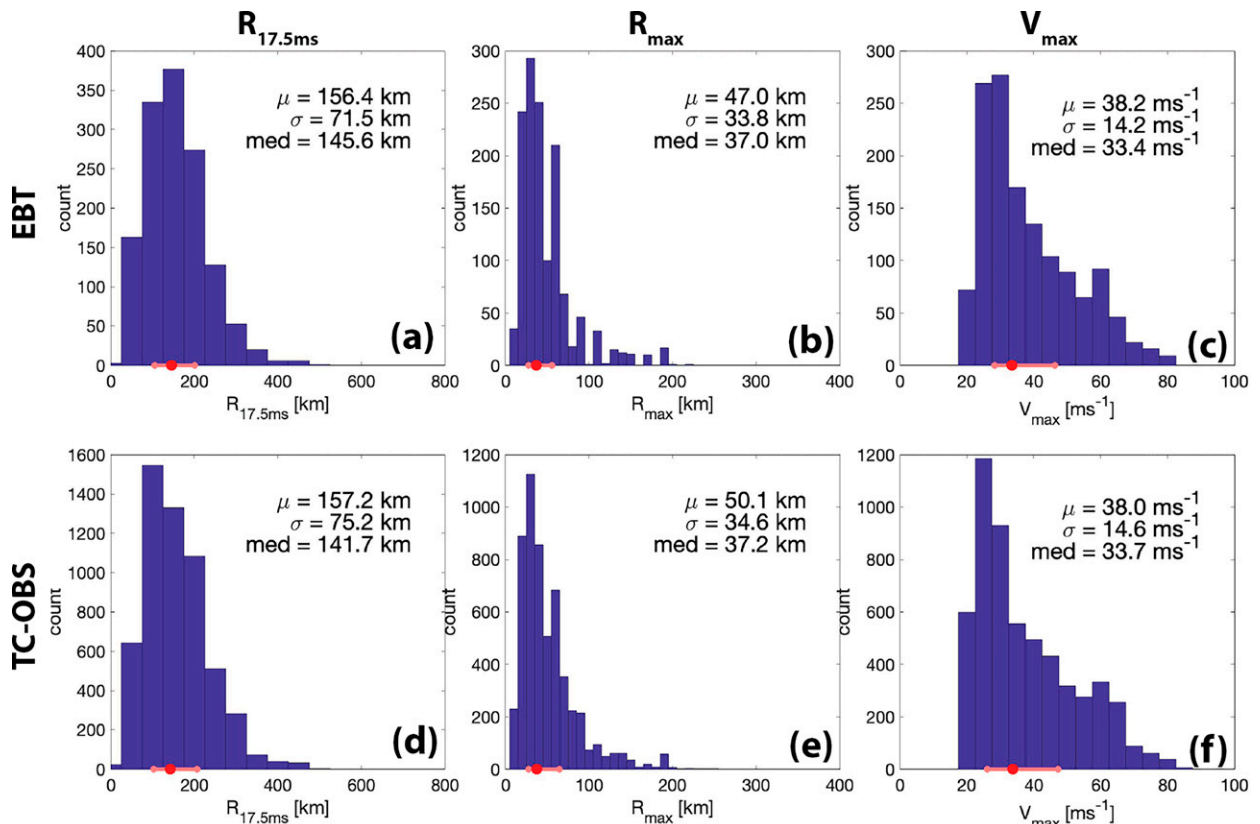 R17.5ms
Rmax
Vmax
EBT
400
350
300
250
200
150
100
50
0
count
μ = 156.4 km
σ = 71.5 km
med = 145.6 km
(a)
0 200 400 600 800
R17.5ms [km]
300
250
200
150
100
50
0
count
μ = 47.0 km
σ = 33.8 km
med = 37.0 km
(b)
0 100 200 300 400
Rmax [km]
300
250
200
150
100
50
0
count
μ = 38.2 ms-1
σ = 14.2 ms-1
med = 33.4 ms-1
(c)
0 20 40 60 80 100
Vmax [ms-1]
TC-OBS
1600
1400
1200
1000
800
600
400
200
0
count
μ = 157.2 km
σ = 75.2 km
med = 141.7 km
(d)
0 200 400 600 800
R17.5ms [km]
1200
1000
800
600
400
200
0
count
μ = 50.1 km
σ = 34.6 km
med = 37.2 km
(e)
0 100 200 300 400
Rmax [km]
1200
1000
800
600
400
200
0
count
μ = 38.0 ms-1
σ = 14.6 ms-1
med = 33.7 ms-1
(f)
0 20 40 60 80 100
Vmax [ms-1]